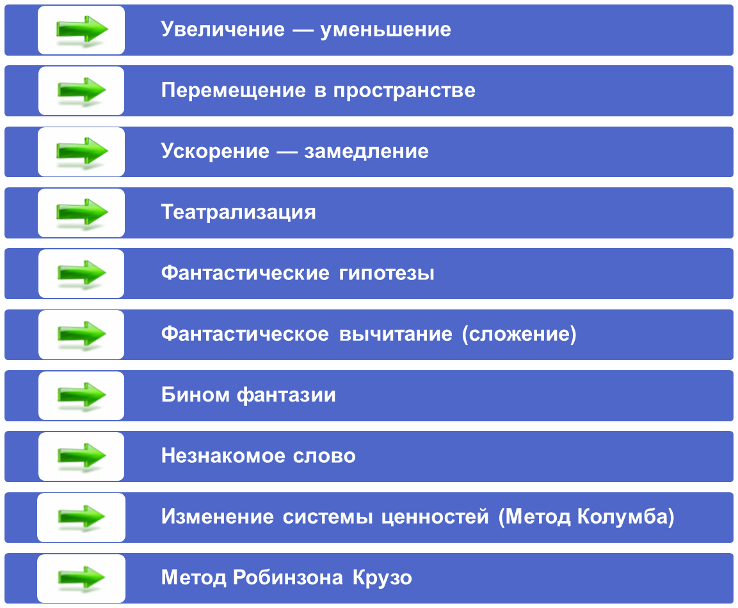 Увеличение — уменьшение
Перемещение в пространстве
Ускорение — замедление
Театрализация
Фантастические гипотезы
Фантастическое вычитание (сложение)
Бином фантазии
Незнакомое слово
Изменение системы ценностей (Метод Колумба)
Метод Робинзона Крузо